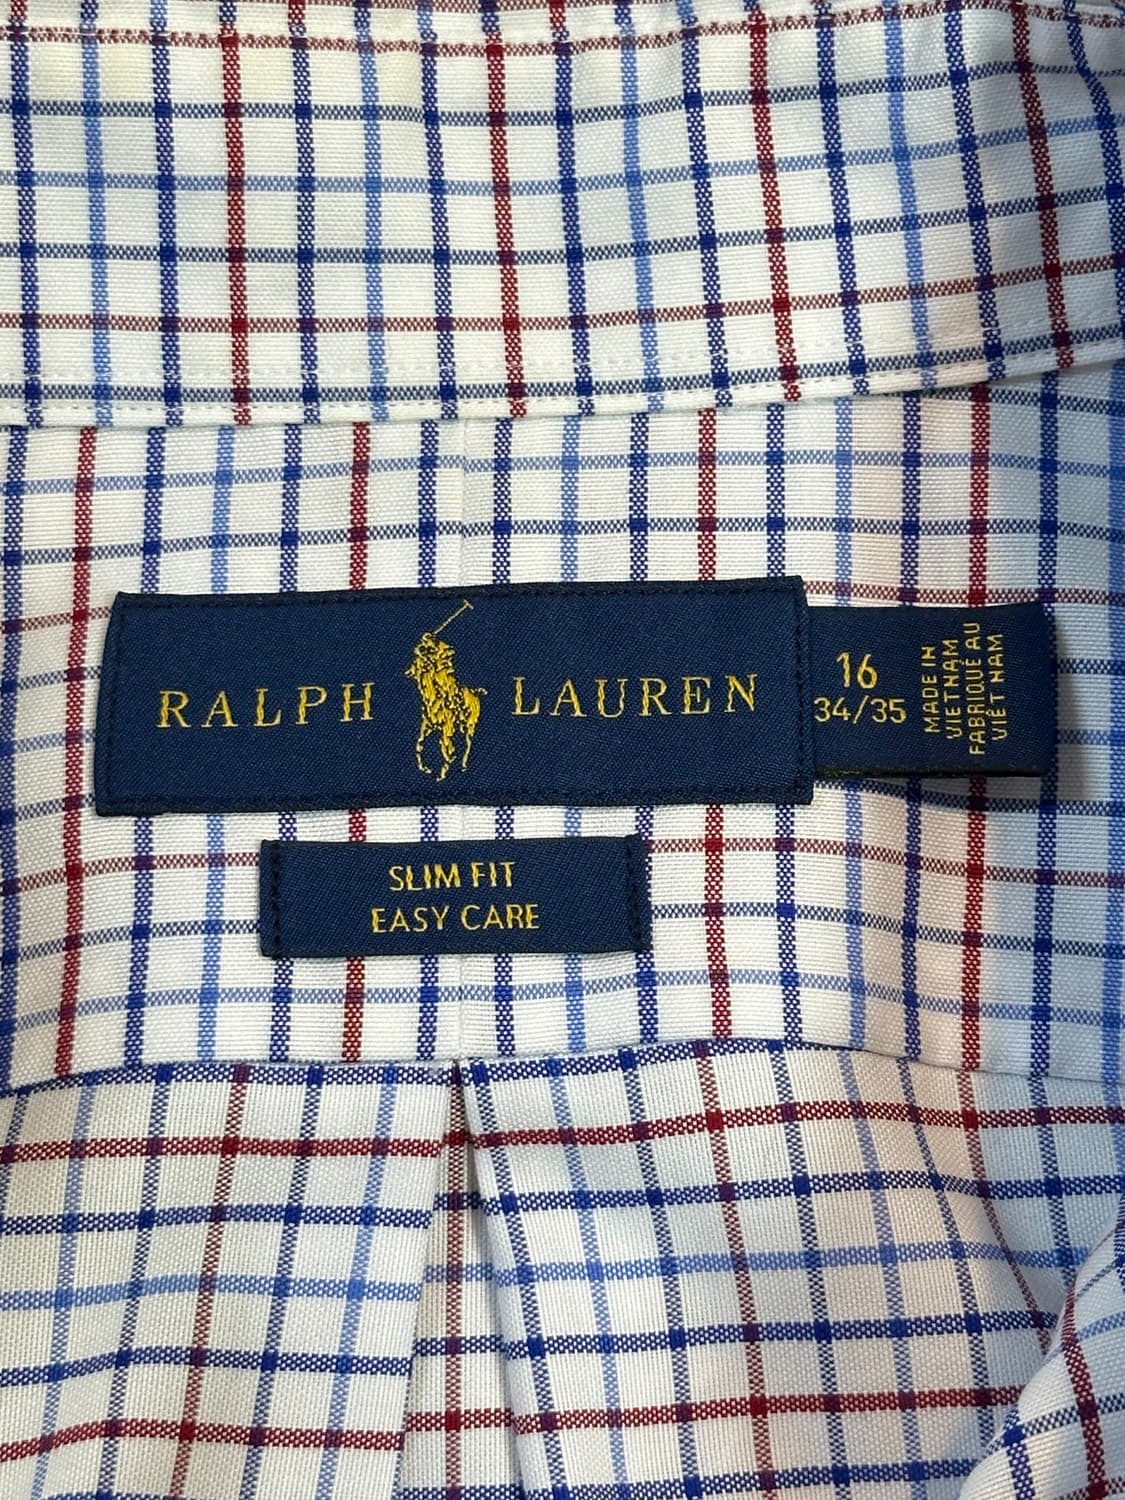 RALPH LAUREN
16
34/35
MADE IN
VIETNAM
FABRIQUÉ AU
VIÊT NAM
SLIM FIT
EASY CARE